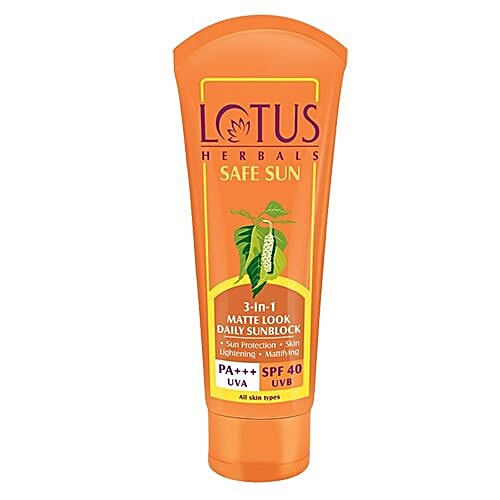 LOTUS
HERBALS
SAFE SUN
3-in-1
MATTE LOOK
DAILY SUNBLOCK
• Sun Protection • Skin
Lightening • Mattifying
PA+++ SPF 40
UVA UVB
All skin types